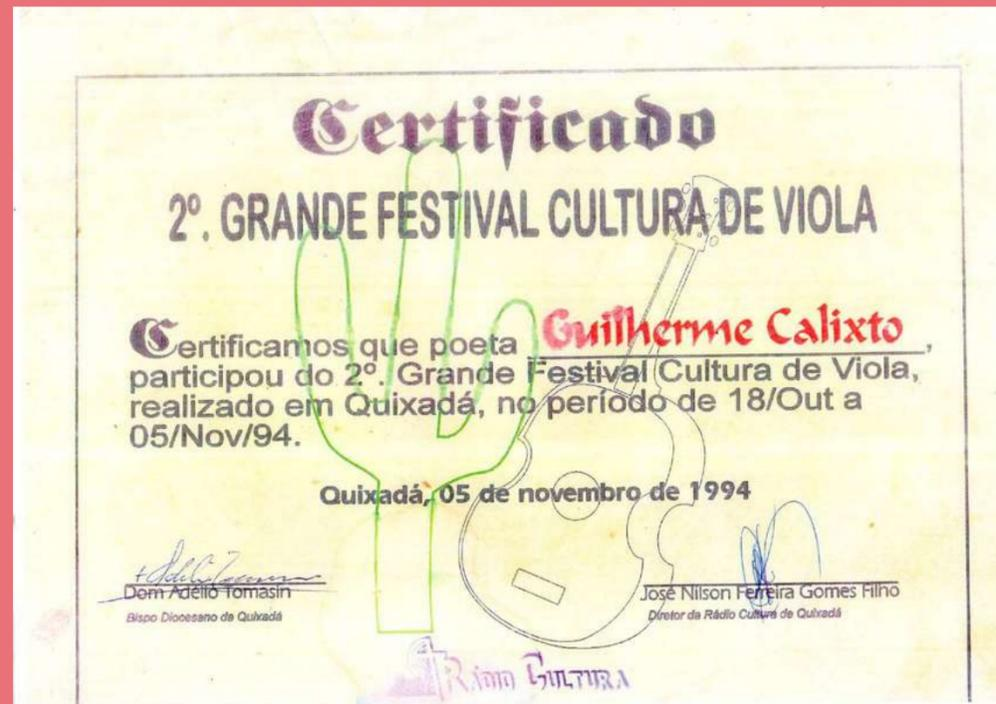 Certificado
2º. GRANDE FESTIVAL CULTURA DE VIOLA
Certificamos que poeta Guilherme Calixto,
participou do 2º. Grande Festival Cultura de Viola,
realizado em Quixadá, no período de 18/Out a
05/Nov/94.
Quixadá, 05 de novembro de 1994
Dom Adélio Tomasin
José Nilson Ferreira Gomes Filho
Bispo Diocesano de Quixadá
Diretor da Rádio Cultura de Quixadá
RÁDIO CULTURA